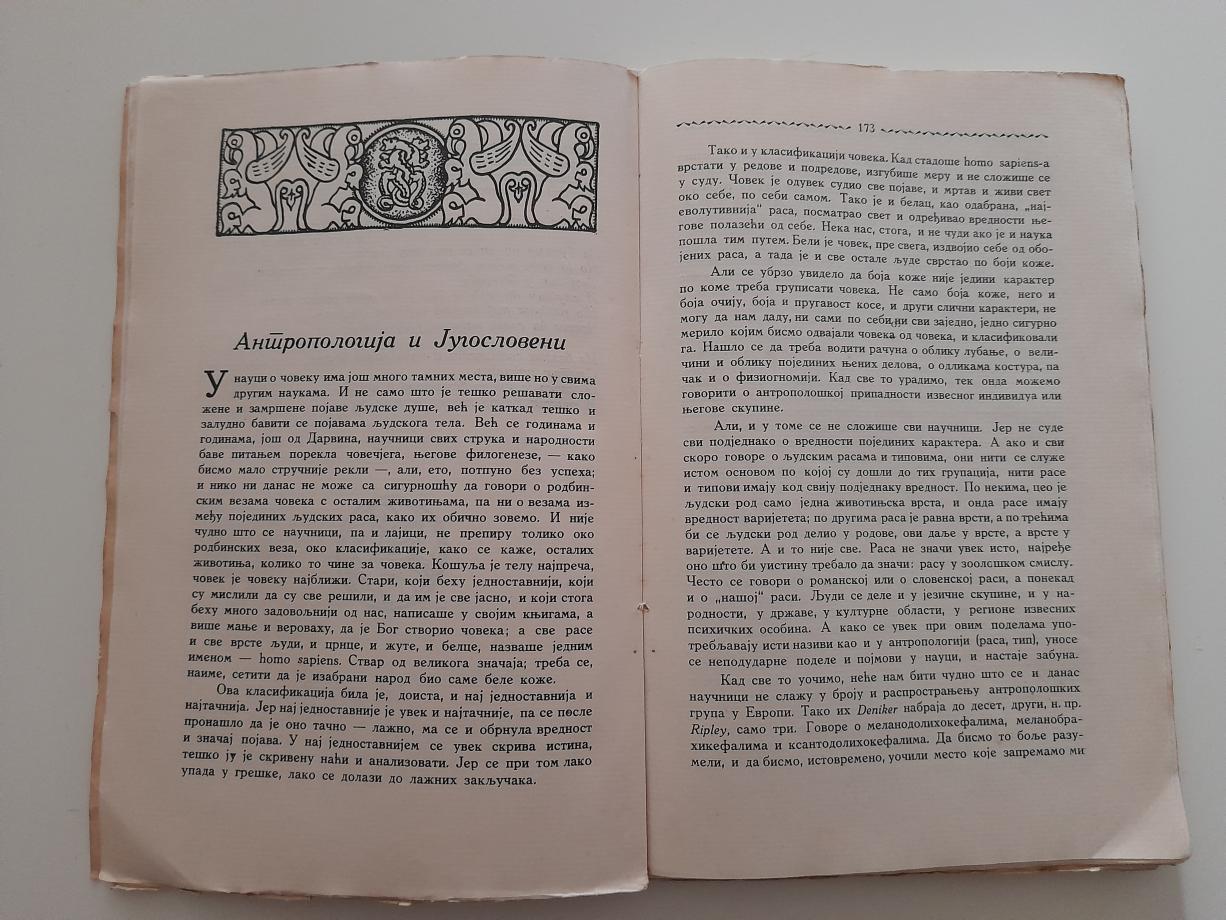 Антропологија и Југословени
У науци о човеку има још много тамних места, више но у свима
другим наукама. И не само што је тешко решавати сло-
жене и замршене појаве људске душе, већ је каткад тешко и
залудно бавити се појавама људскога тела. Већ се годинама и
годинама, још од Дарвина, научници свих струка и народности
баве питањем порекла човечјега, његове филогенезе, — како
бисмо мало стручније рекли —, али, ето, потпуно без успеха;
и нико ни данас не може са сигурношћу да говори о родбин-
ским везама човека с осталим животињама, па ни о везама из-
међу појединих људских раса, како их обично зовемо. И није
чудно што се научници, па и лајици, не препиру толико око
родбинских веза, око класификације, како се каже, осталих
животиња, колико то чине за човека. Кошуља је телу најпреча,
човек је човеку најближи. Стари, који беху једноставнији, који
су мислили да су све решили, и да им је све јасно, и који стога
беху много задовољнији од нас, написаше у својим књигама, а
више мање и вероваху, да је Бог створио човека; а све расе
и све врсте људи, и црнце, и жуте, и белце, назваше једним
именом — homo sapiens. Ствар од великога значаја; треба се,
наиме, сетити да је изабрани народ био саме беле коже.
Ова класификација била је, доиста, и нај једноставнија и
најтачнија. Јер нај једноставније је увек и најтачније, па се после
пронашло да је оно тачно — лажно, ма се и обрнула вредност
и значај појава. У нај једноставнијем се увек скрива истина,
тешко ју је скривену наћи и анализовати. Јер се при том лако
упада у грешке, лако се долази до лажних закључака.
173
Тако и у класификацији човека. Кад стадоше homo sapiens-а
врстати у редове и подредове, изгубише меру и не сложише се
у суду. Човек је одувек судио све појаве, и мртав и живи свет
око себе, по себи самом. Тако је и белац, као одабрана, „нај-
еволутивнија“ раса, посматрао свет и одређивао вредности ње-
гове полазећи од себе. Нека нас, стога, и не чуди ако је и наука
пошла тим путем. Бели је човек, пре свега, издвојио себе од обо-
јених раса, а тада је и све остале људе сврстао по боји коже.
Али се убрзо увидело да боја коже није једини карактер
по коме треба груписати човека. Не само боја коже, него и
боја очију, боја и пругавост косе, и други слични карактери, не
могу да нам даду, ни сами по себи, ни сви заједно, једно сигурно
мерило којим бисмо одвајали човека од човека, и класификовали
га. Нашло се да треба водити рачуна о облику лубање, о вели-
чини и облику појединих њених делова, о одликама костура, па
чак и о физиогномији. Кад све то урадимо, тек онда можемо
говорити о антрополошкој припадности извесног индивидуа или
његове скупине.
Али, и у томе се не сложише сви научници. Јер не суде
сви подједнако о вредности појединих карактера. А ако и сви
скоро говоре о људским расама и типовима, они нити се служе
истом основом по којој су дошли до тих групација, нити расе
и типови имају код свију подједнаку вредност. По некима, цео је
људски род само једна животињска врста, и онда расе имају
вредност варијетета; по другима раса је равна врсти, а по трећима
би се људски род делио у родове, ови даље у врсте, а врсте у
варијетете. А и то није све. Раса не значи увек исто, најређе
оно што би уистину требало да значи: расу у зоолошком смислу.
Често се говори о романској или о словенској раси, а понекад
и о „нашој“ раси. Људи се деле и у језичне скупине, и у на-
родности, у државе, у културне области, у регионе извесних
психичких особина. А како се увек при овим поделама упо-
требљавају исти називи као и у антропологији (раса, тип), уносе
се неподударне поделе и појмови у науци, и настаје забуна.
Кад све то уочимо, неће нам бити чудно што се и данас
научници не слажу у броју и распрострањењу антрополошких
група у Европи. Тако их Deniker набраја до десет, други, н. пр.
Ripley, само три. Говоре о меланодолихокефалима, меланобра-
хикефалима и ксантодолихокефалима. Да бисмо то боље разу-
мели, и да бисмо, истовремено, уочили место које запремамо ми